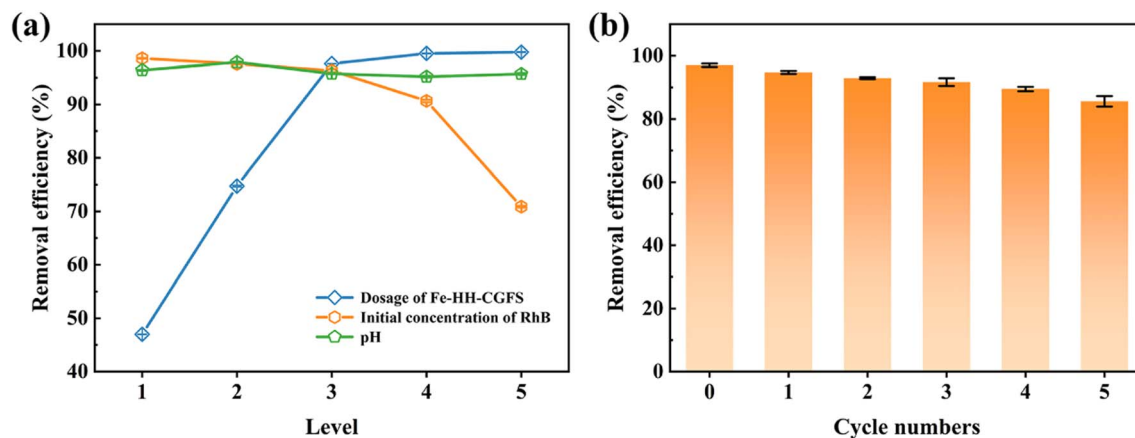 (a)
Removal efficiency (%)
100
90
80
70
60
50
40
1 2 3 4 5
Level
Dosage of Fe-HH-CGFS
Initial concentration of RhB
pH
(b)
Removal efficiency (%)
100
80
60
40
20
0
0 1 2 3 4 5
Cycle numbers